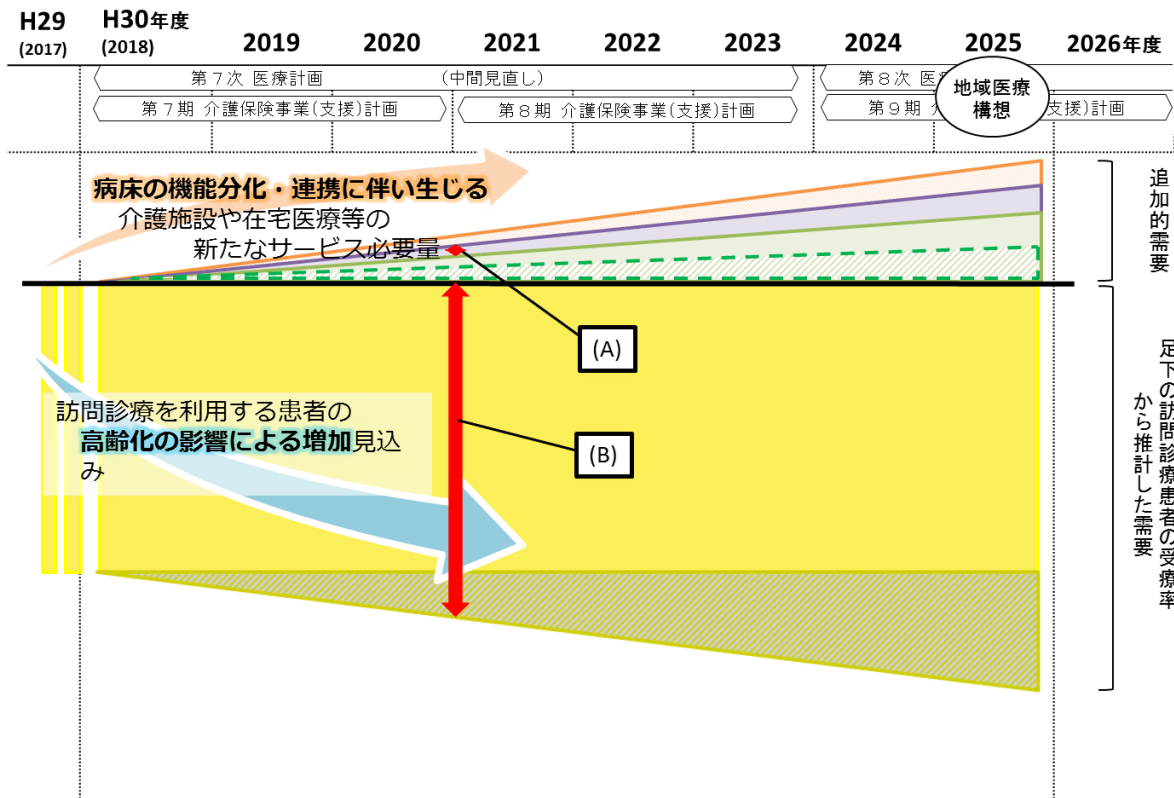 H29
(2017)
H30年度
(2018)
2019
2020
2021
2022
2023
2024
2025
2026年度
第7次 医療計画 (中間見直し)
第8次 医
第7期 介護保険事業(支援)計画
第8期 介護保険事業(支援)計画
第9期
支援)計画
地域医療
構想
病床の機能分化・連携に伴い生じる
介護施設や在宅医療等の
新たなサービス必要量
追加的需要
(A)
訪問診療を利用する患者の
高齢化の影響による増加見込
み
(B)
足下の訪問診療患者の受療率
から推計した需要